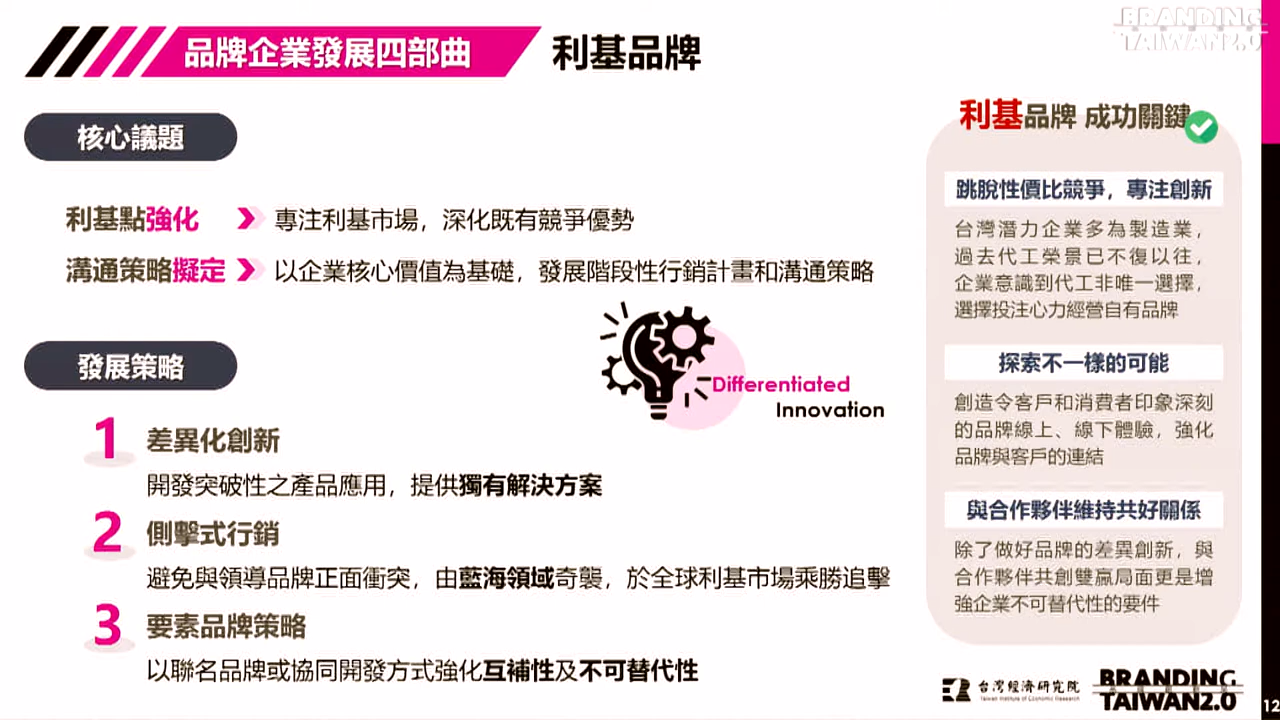 BRANDING
TAIWAN2.0
品牌企業發展四部曲
利基品牌
核心議題
利基點強化
專注利基市場，深化既有競爭優勢
溝通策略擬定
以企業核心價值為基礎，發展階段性行銷計畫和溝通策略
Differentiated
Innovation
發展策略
1 差異化創新
開發突破性之產品應用，提供獨有解決方案
2 側擊式行銷
避免與領導品牌正面衝突，由藍海領域奇襲，於全球利基市場乘勝追擊
3 要素品牌策略
以聯名品牌或協同開發方式強化互補性及不可替代性
利基品牌 成功關鍵
跳脫性價比競爭，專注創新
台灣潛力企業多為製造業，
過去代工榮景已不復以往，
企業意識到代工非唯一選擇，
選擇投注心力經營自有品牌
探索不一樣的可能
創造令客戶和消費者印象深刻
的品牌線上、線下體驗，強化
品牌與客戶的連結
與合作夥伴維持共好關係
除了做好品牌的差異創新，與
合作夥伴共創雙贏局面更是增
強企業不可替代性的要件
台灣經濟研究院
Taiwan Institute of Economic Research
BRANDING
TAIWAN2.0
12